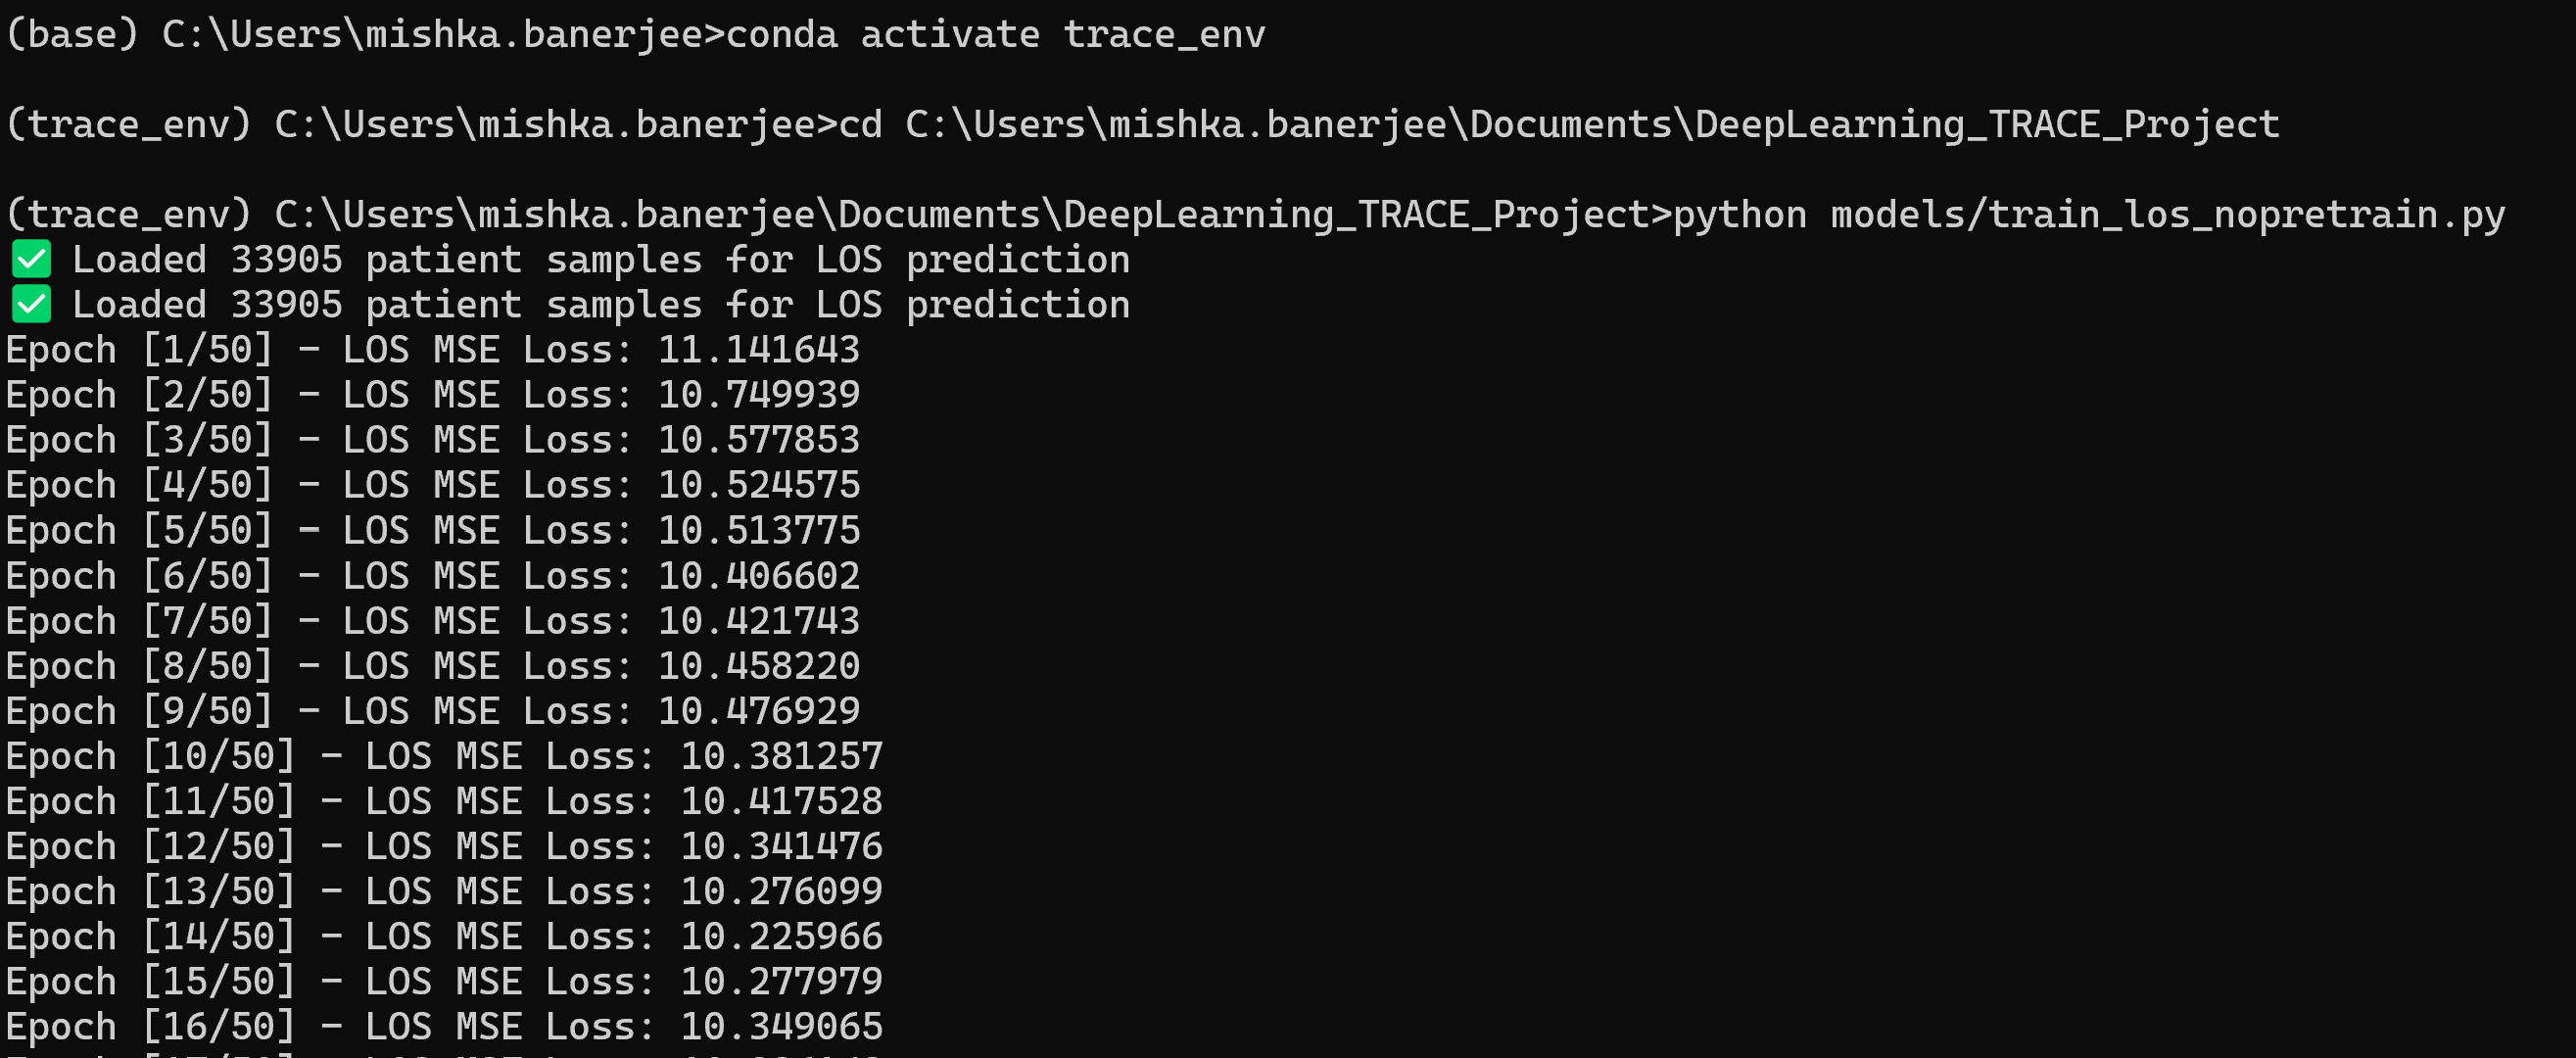 (base) C:\Users\mishka.banerjee>conda activate trace_env
(trace_env) C:\Users\mishka.banerjee>cd C:\Users\mishka.banerjee\Documents\DeepLearning_TRACE_Project
(trace_env) C:\Users\mishka.banerjee\Documents\DeepLearning_TRACE_Project>python models/train_los_nopretrain.py
✅ Loaded 33905 patient samples for LOS prediction
✅ Loaded 33905 patient samples for LOS prediction
Epoch [1/50] - LOS MSE Loss: 11.141643
Epoch [2/50] - LOS MSE Loss: 10.749939
Epoch [3/50] - LOS MSE Loss: 10.577853
Epoch [4/50] - LOS MSE Loss: 10.524575
Epoch [5/50] - LOS MSE Loss: 10.513775
Epoch [6/50] - LOS MSE Loss: 10.406602
Epoch [7/50] - LOS MSE Loss: 10.421743
Epoch [8/50] - LOS MSE Loss: 10.458220
Epoch [9/50] - LOS MSE Loss: 10.476929
Epoch [10/50] - LOS MSE Loss: 10.381257
Epoch [11/50] - LOS MSE Loss: 10.417528
Epoch [12/50] - LOS MSE Loss: 10.341476
Epoch [13/50] - LOS MSE Loss: 10.276099
Epoch [14/50] - LOS MSE Loss: 10.225966
Epoch [15/50] - LOS MSE Loss: 10.277979
Epoch [16/50] - LOS MSE Loss: 10.349065